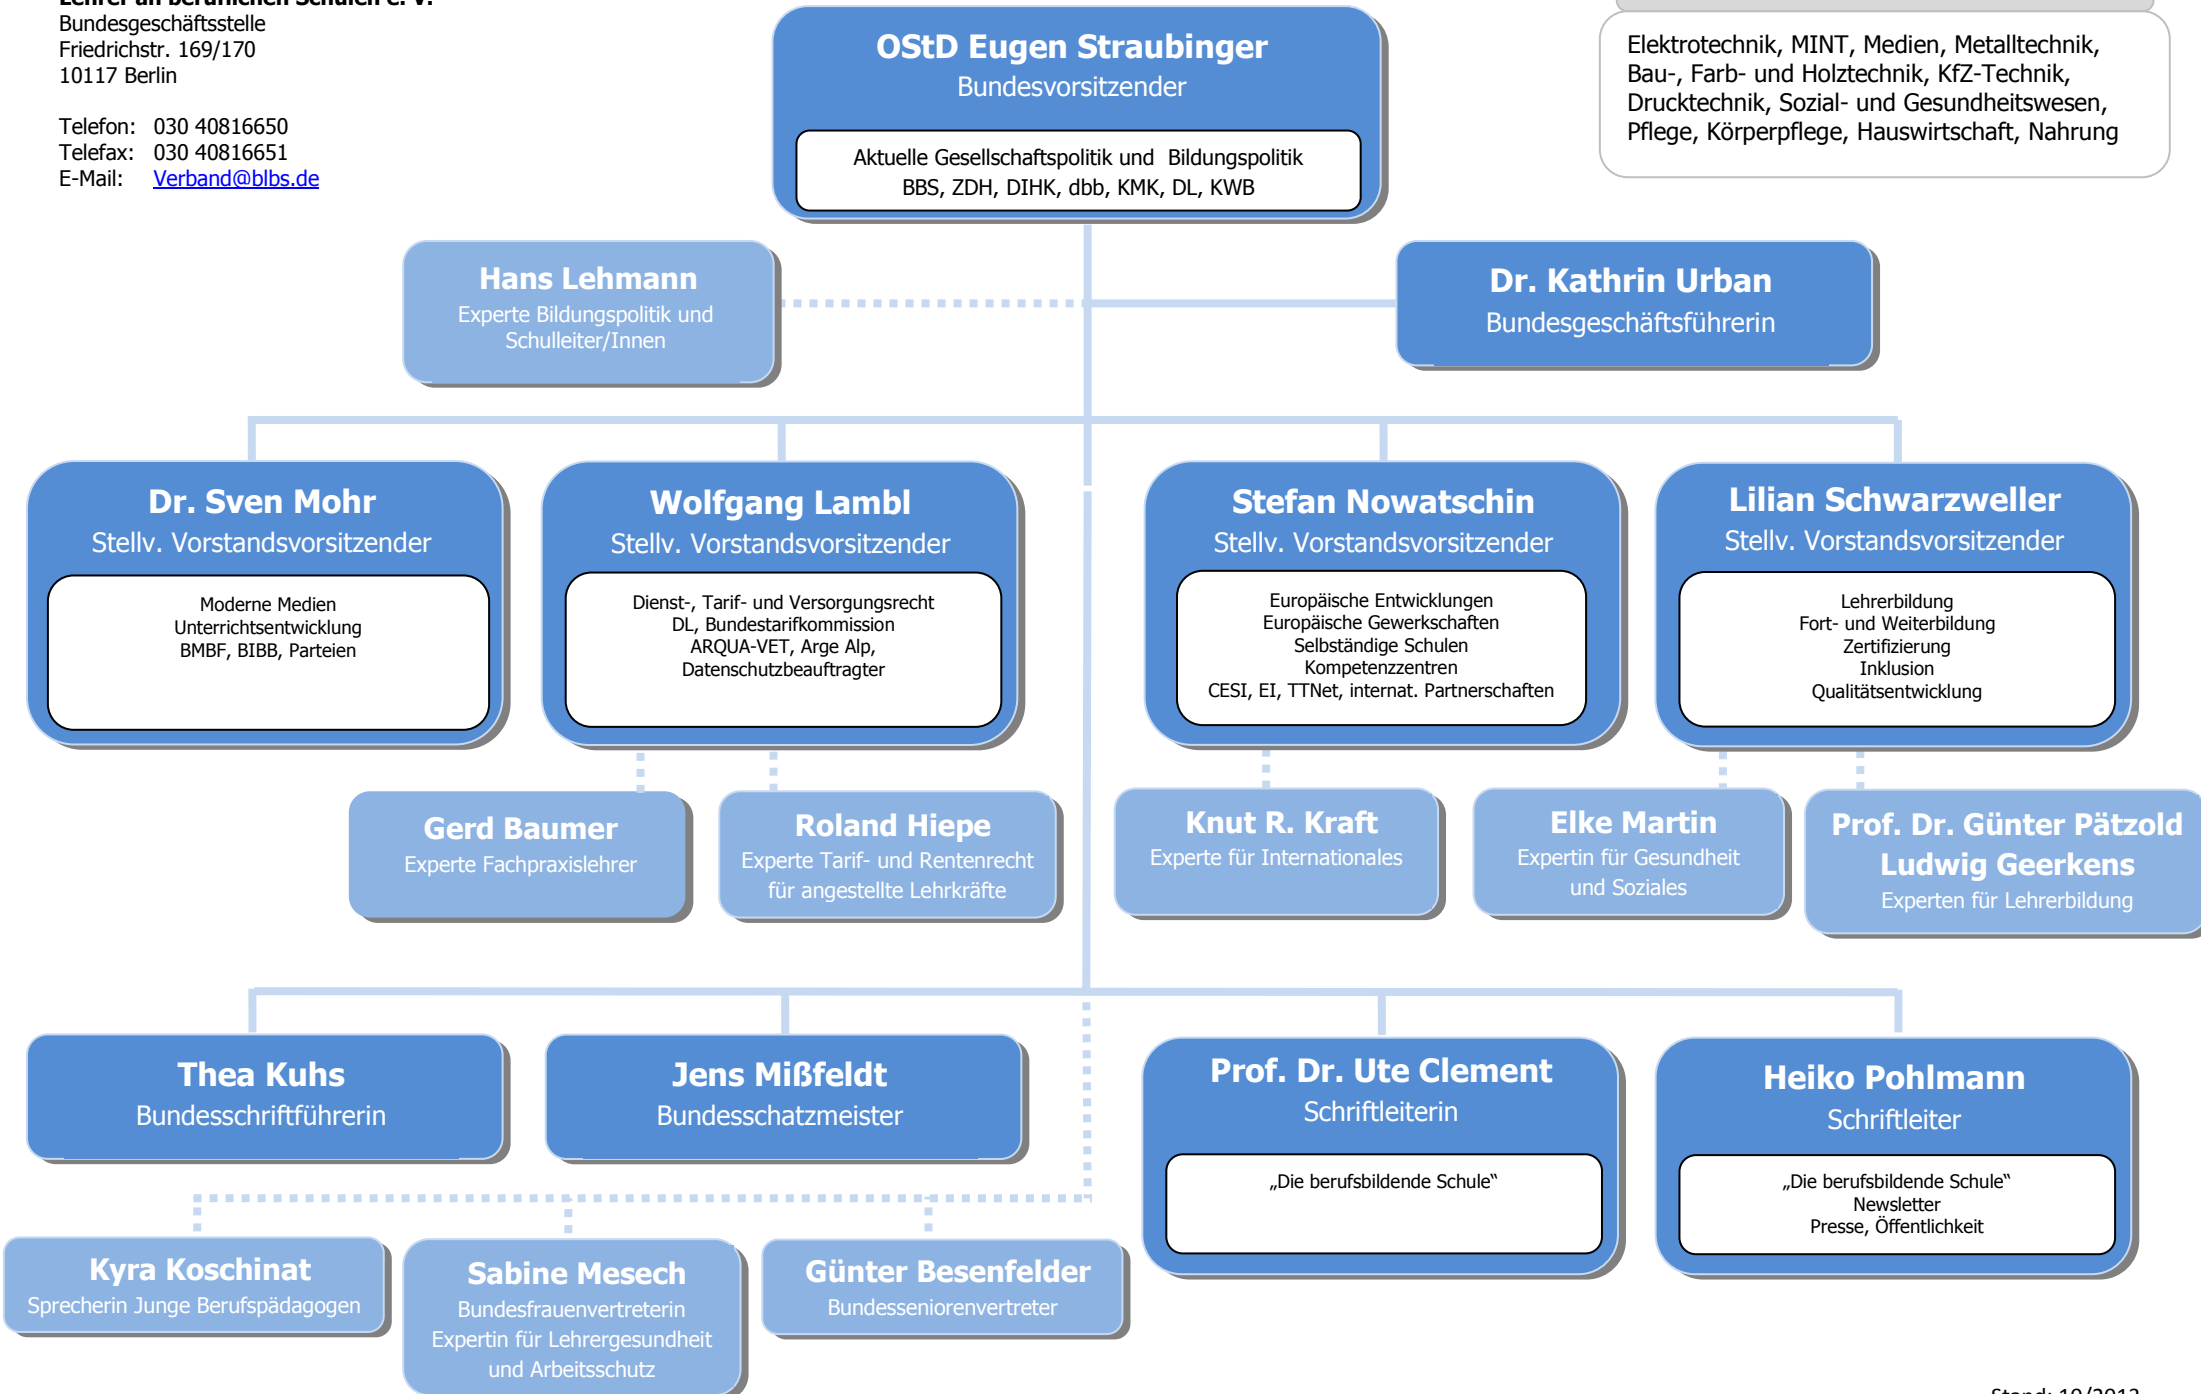 Lehrer an beruflichen Schulen e. V.
Bundesgeschäftsstelle
Friedrichstr. 169/170
10117 Berlin
Telefon: 030 40816650
Telefax: 030 40816651
E-Mail: Verband@blbs.de
OStD Eugen Straubinger
Bundesvorsitzender
Aktuelle Gesellschaftspolitik und Bildungspolitik
BBS, ZDH, DIHK, dbb, KMK, DL, KWB
Elektrotechnik, MINT, Medien, Metalltechnik,
Bau-, Farb- und Holztechnik, KfZ-Technik,
Drucktechnik, Sozial- und Gesundheitswesen,
Pflege, Körperpflege, Hauswirtschaft, Nahrung
Hans Lehmann
Experte Bildungspolitik und
Schulleiter/Innen
Dr. Kathrin Urban
Bundesgeschäftsführerin
Dr. Sven Mohr
Stellv. Vorstandsvorsitzender
Moderne Medien
Unterrichtsentwicklung
BMBF, BIBB, Parteien
Wolfgang Lambl
Stellv. Vorstandsvorsitzender
Dienst-, Tarif- und Versorgungsrecht
DL, Bundestarifkommission
ARQUA-VET, Arge Alp,
Datenschutzbeauftragter
Stefan Nowatschin
Stellv. Vorstandsvorsitzender
Europäische Entwicklungen
Europäische Gewerkschaften
Selbständige Schulen
Kompetenzzentren
CESI, EI, TTNet, internat. Partnerschaften
Lilian Schwarzweller
Stellv. Vorstandsvorsitzender
Lehrerbildung
Fort- und Weiterbildung
Zertifizierung
Inklusion
Qualitätsentwicklung
Gerd Baumer
Experte Fachpraxislehrer
Roland Hiepe
Experte Tarif- und Rentenrecht
für angestellte Lehrkräfte
Knut R. Kraft
Experte für Internationales
Elke Martin
Expertin für Gesundheit
und Soziales
Prof. Dr. Günter Pätzold
Ludwig Geerkens
Experten für Lehrerbildung
Thea Kuhs
Bundesschriftführerin
Jens Mißfeldt
Bundesschatzmeister
Prof. Dr. Ute Clement
Schriftleiterin
„Die berufsbildende Schule“
Heiko Pohlmann
Schriftleiter
„Die berufsbildende Schule“
Newsletter
Presse, Öffentlichkeit
Kyra Koschinat
Sprecherin Junge Berufspädagogen
Sabine Mesech
Bundesfrauenvertreterin
Expertin für Lehrergesundheit
und Arbeitsschutz
Günter Besenfelder
Bundesseniorenvertreter